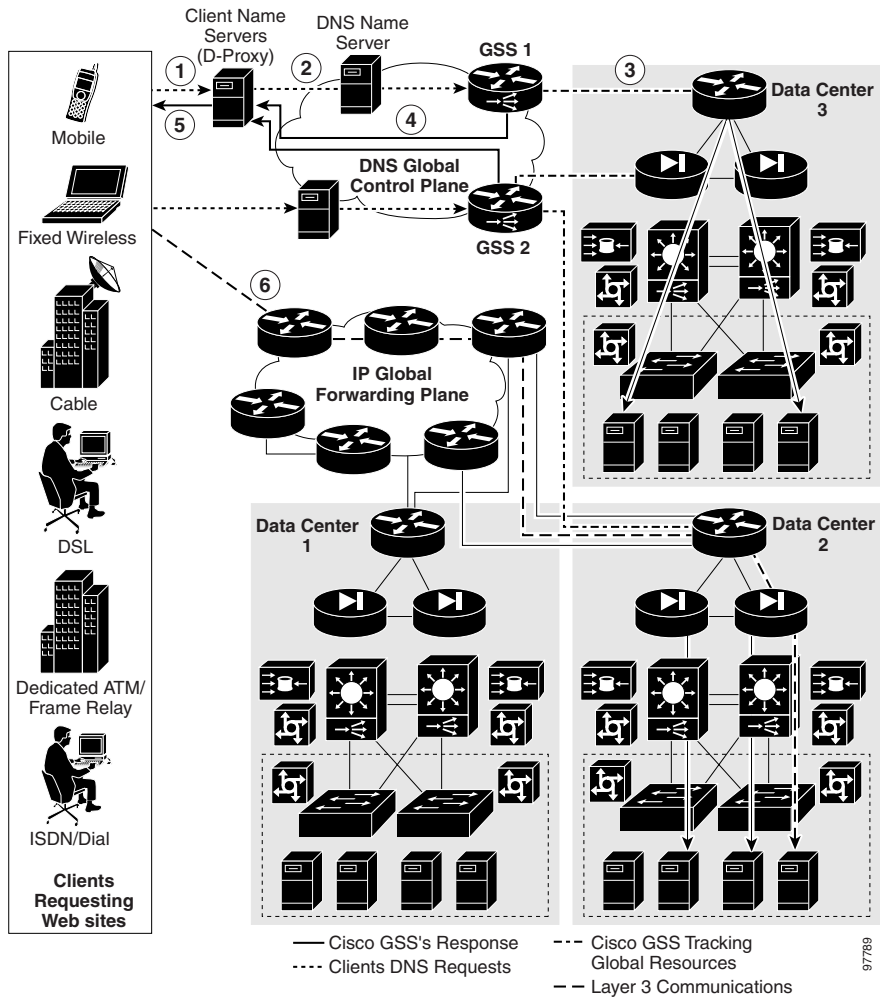 Client Name
Servers
(D-Proxy)
DNS Name
Server
GSS 1
1
2
3
Data Center
3
Mobile
5
4
DNS Global
Control Plane
Fixed Wireless
GSS 2
6
IP Global
Forwarding Plane
Cable
Data Center
1
Data Center
2
DSL
Dedicated ATM/
Frame Relay
ISDN/Dial
Clients
Requesting
Web sites
Cisco GSS's Response
Clients DNS Requests
Cisco GSS Tracking
Global Resources
Layer 3 Communications
97789